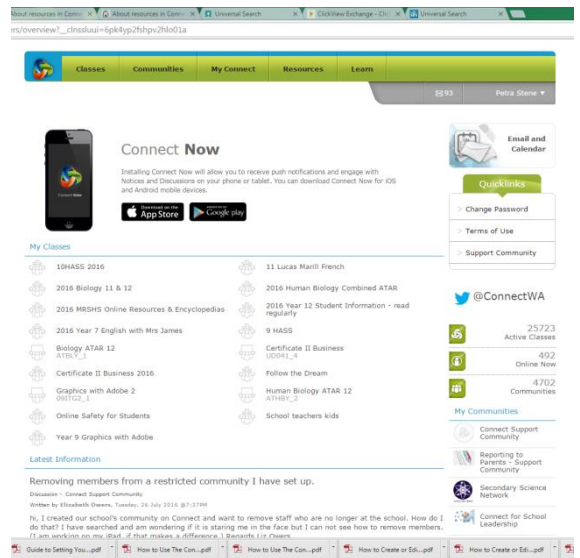 About resources in Conne
About resources in Conne
Universal Search
ClickView Exchange - Clic
Universal Search
rs/overview?__clnssluui=6pk4yp2fshpv2hlo01a
Classes
Communities
My Connect
Resources
Learn
93
Petra Stene
Connect Now
Installing Connect Now will allow you to receive push notifications and engage with
Notices and Discussions on your phone or tablet. You can download Connect Now for iOS
and Android mobile devices.
Download on the
App Store
Google play
Email and
Calendar
Quicklinks
Change Password
Terms of Use
Support Community
My Classes
10HASS 2016
11 Lucas Marill French
2016 Biology 11 & 12
2016 Human Biology Combined ATAR
2016 MRSHS Online Resources & Encyclopedias
2016 Year 12 Student Information - read
regularly
2016 Year 7 English with Mrs James
9 HASS
Biology ATAR 12
ATBLY_1
Certificate II Business
UD041_4
Certificate II Business 2016
Follow the Dream
Graphics with Adobe 2
09ITG2_1
Human Biology ATAR 12
ATHBY_2
Online Safety for Students
School teachers kids
Year 9 Graphics with Adobe
@ConnectWA
25723
Active Classes
492
Online Now
4702
Communities
My Communities
Connect Support
Community
Reporting to
Parents - Support
Community
Secondary Science
Network
Connect for School
Leadership
Latest Information
Removing members from a restricted community I have set up.
Discussion - Connect Support Community
Written by Elizabeth Owers, Tuesday, 26 July 2016 @7:27PM
hi, I created our school's community on Connect and want to remove staff who are no longer at the school. How do I
do that? I have searched and am wondering if it is staring me in the face but I can not see how to remove members.
(I am working on my iPad, if that makes a difference.) Regards Liz Owers
Guide to Setting You....pdf
How to Use The Con...pdf
How to Use The Con...pdf
How to Create or Edi...pdf
How to Create or Edi...pdf